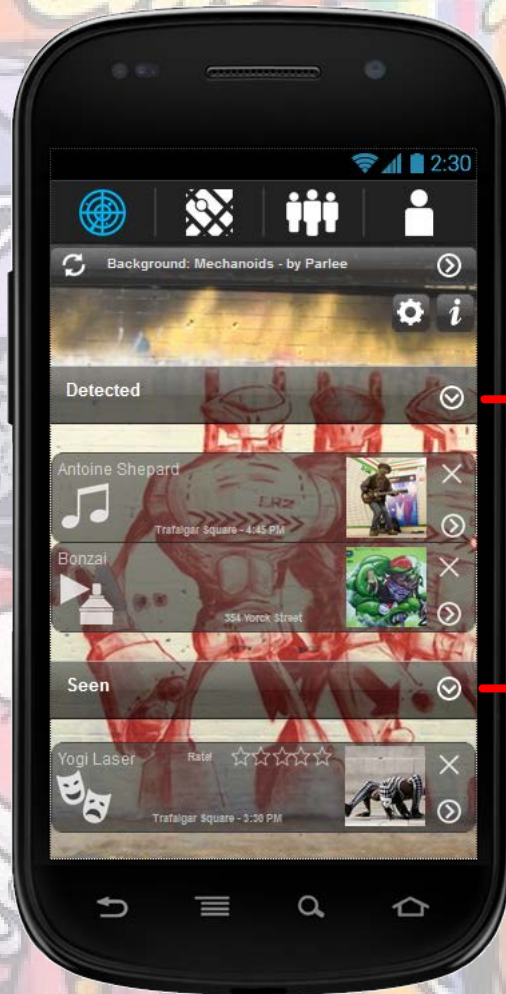 2:30
Background: Mechanoids - by Parlee
i
Detected
Antoine Shepard
Trafalgar Square - 4:45 PM
Bonzai
354 Yorck Street
Seen
Yogi Laser
Rate!
Trafalgar Square - 3:30 PM